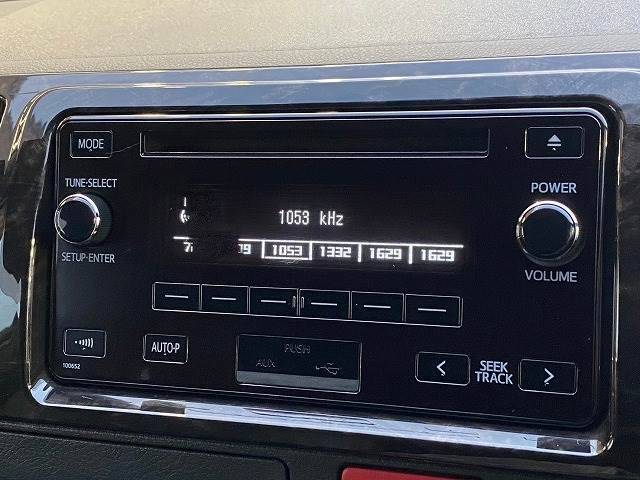 MODE
TUNE-SELECT
POWER
1053 kHz
1053 1332 1629 1629
SETUP-ENTER
VOLUME
100652
AUTO-P
PUSH
AUX
SEEK
TRACK